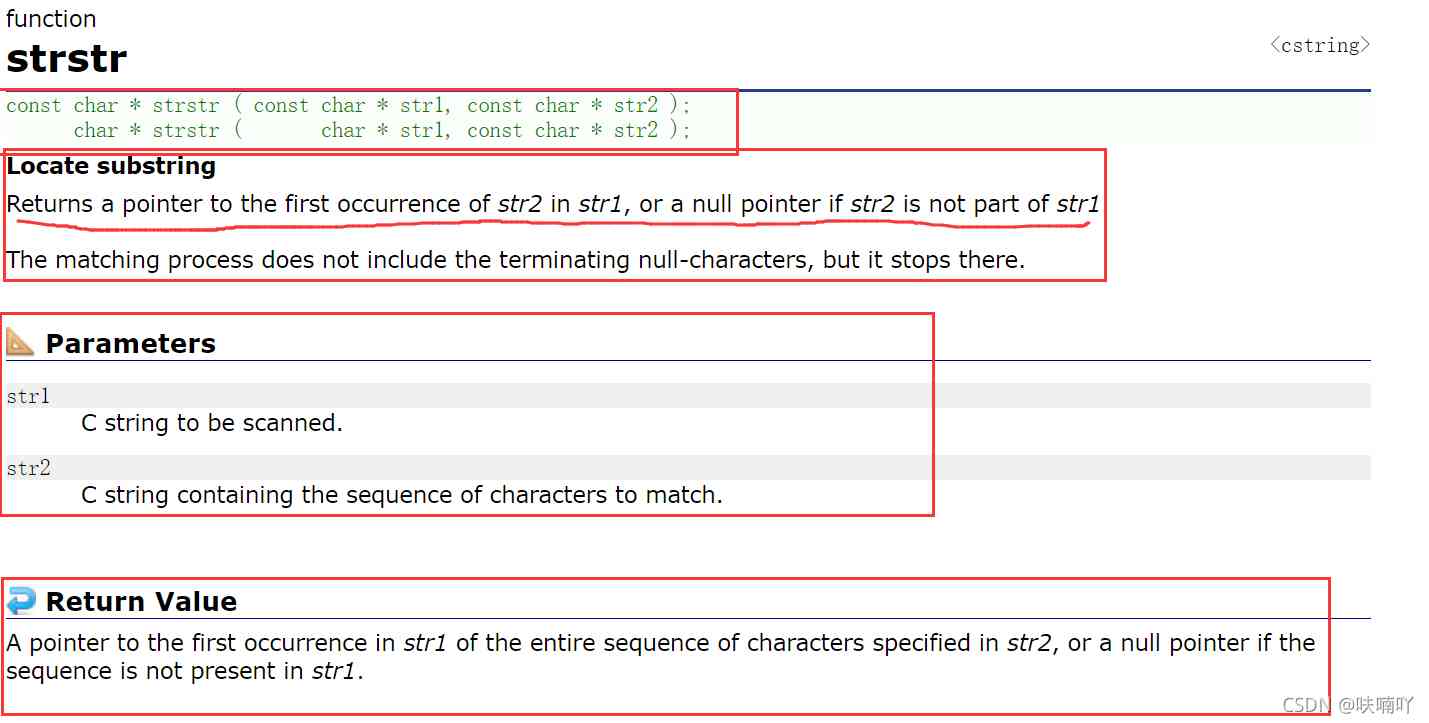 function
strstr
<cstring>
const char * strstr ( const char * str1, const char * str2 );
char * strstr ( char * str1, const char * str2 );
Locate substring
Returns a pointer to the first occurrence of str2 in str1, or a null pointer if str2 is not part of str1
The matching process does not include the terminating null-characters, but it stops there.
Parameters
str1
C string to be scanned.
str2
C string containing the sequence of characters to match.
Return Value
A pointer to the first occurrence in str1 of the entire sequence of characters specified in str2, or a null pointer if the
sequence is not present in str1.
CSDN @呋喃吖